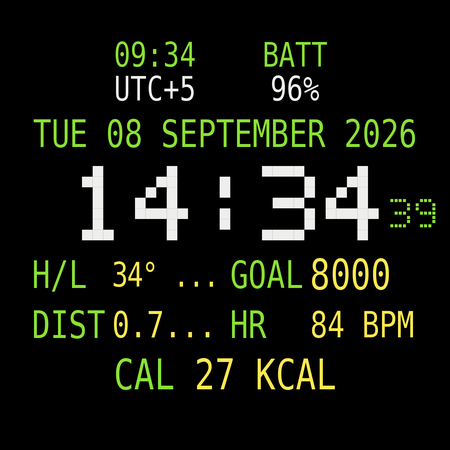 09:34 BATT
UTC+5 96%
TUE 08 SEPTEMBER 2026
14:34 39
H/L 34° ... GOAL 8000
DIST 0.7... HR 84 BPM
CAL 27 KCAL